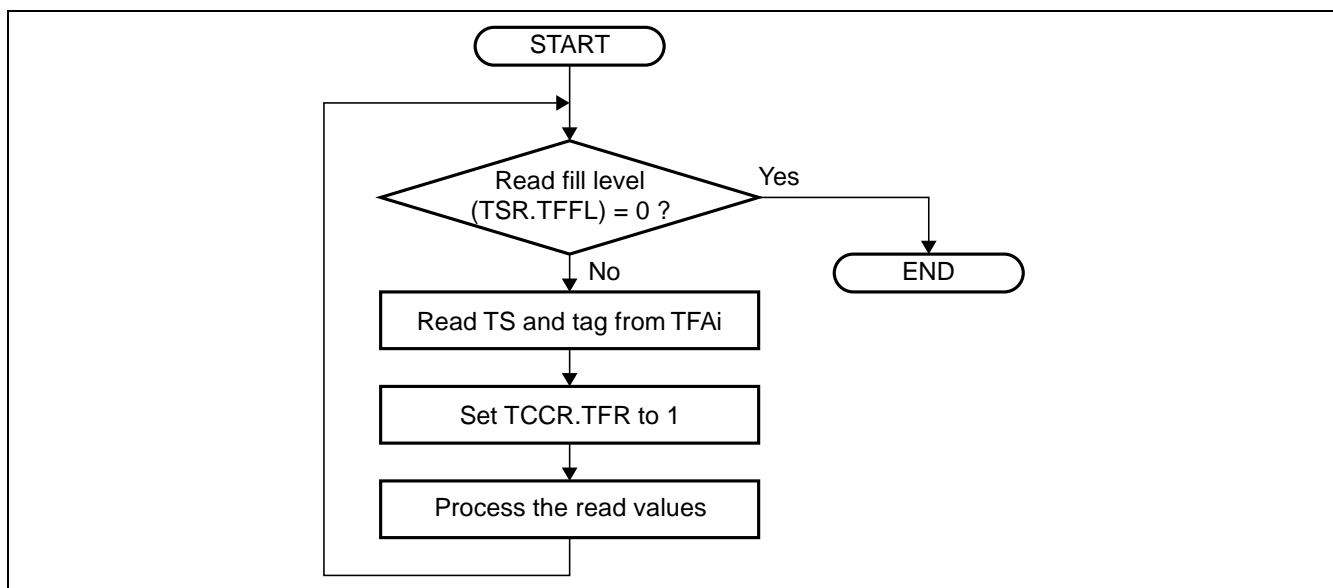 START
Read fill level
(TSR.TFFL) = 0 ?
Yes
No
END
Read TS and tag from TFAi
Set TCCR.TFR to 1
Process the read values